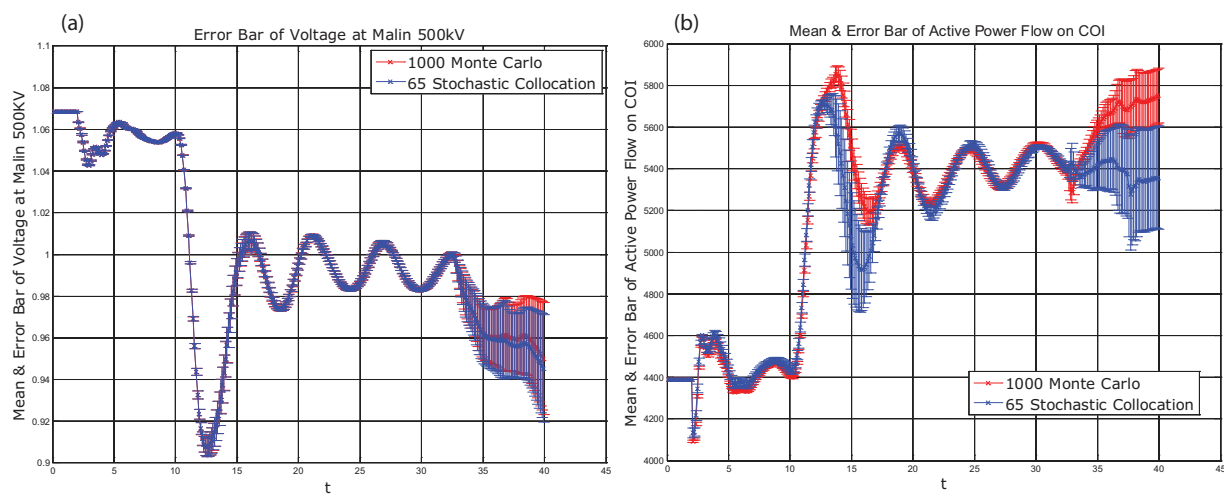 (a)
Error Bar of Voltage at Malin 500kV
Mean & Error Bar of Voltage at Malin 500KV
1.1
1.08
1.06
1.04
1.02
1
0.98
0.96
0.94
0.92
0.9
0 5 10 15 20 25 30 35 40 45
t
1000 Monte Carlo
65 Stochastic Collocation
(b)
Mean & Error Bar of Active Power Flow on COI
Mean & Error Bar of Active Power Flow on COI
6000
5800
5600
5400
5200
5000
4800
4600
4400
4200
4000
0 5 10 15 20 25 30 35 40 45
t
1000 Monte Carlo
65 Stochastic Collocation